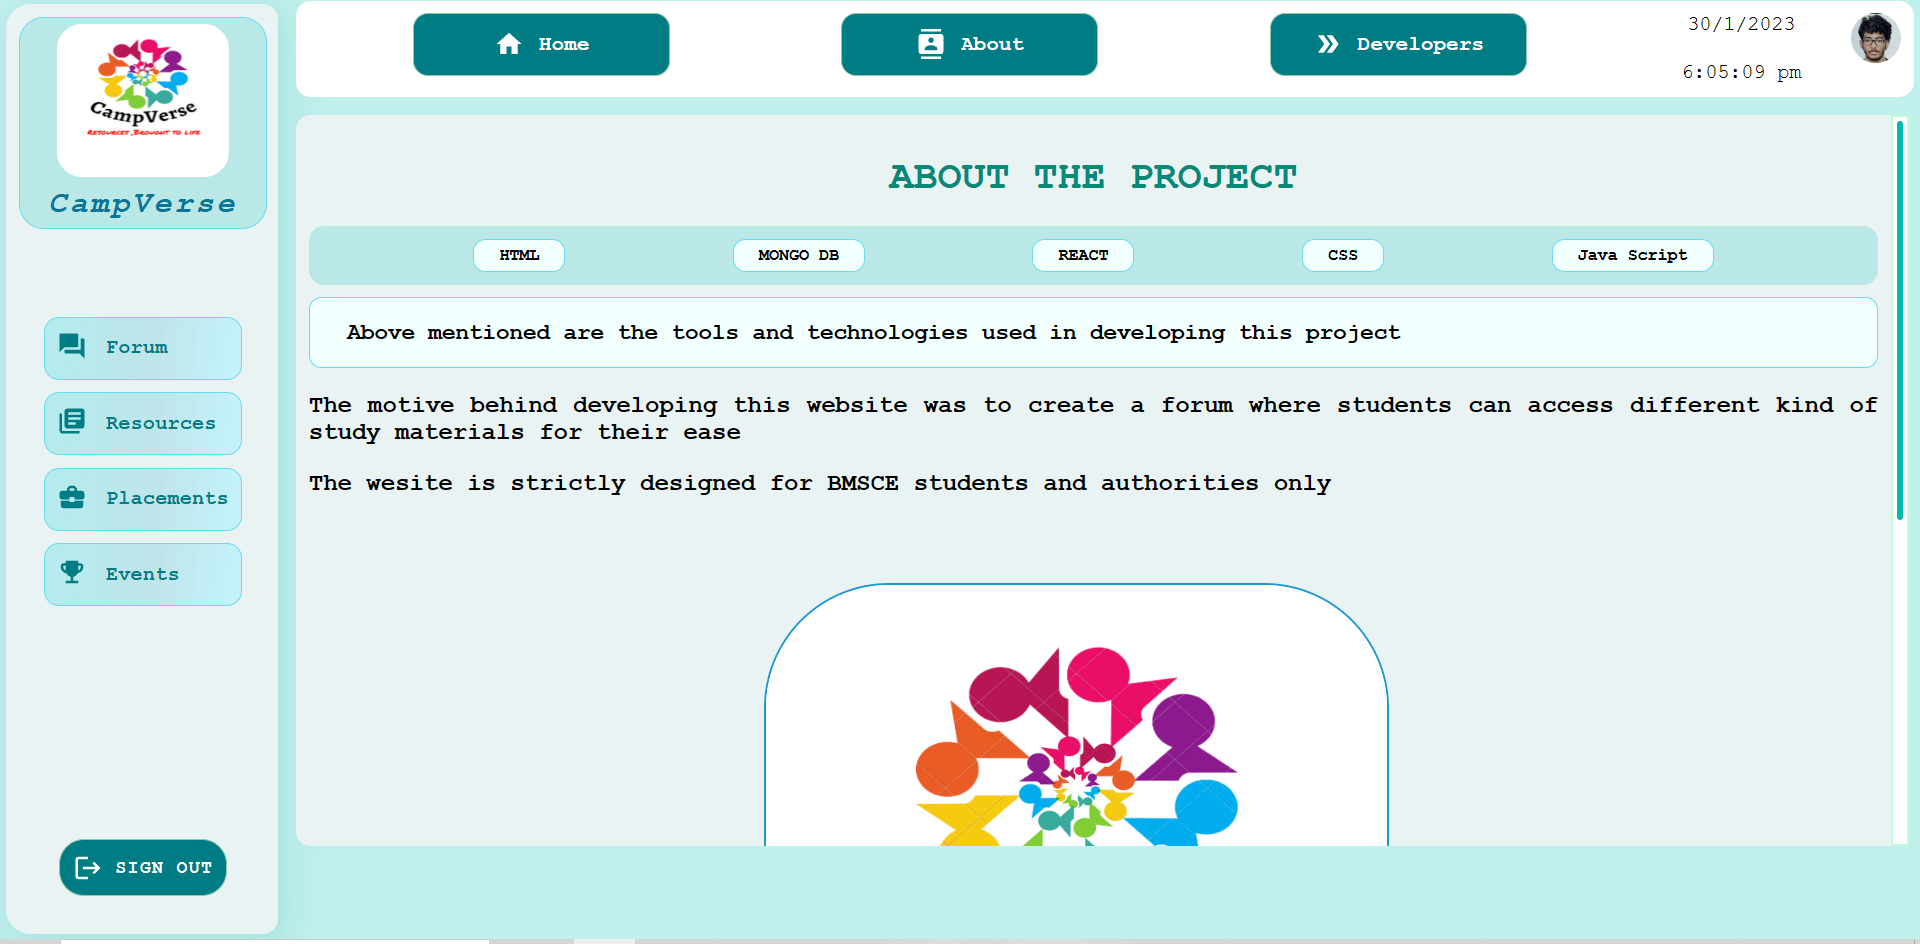 CampVerse
Resources ,Brought to life
CampVerse
Forum
Resources
Placements
Events
SIGN OUT
Home
About
Developers
30/1/2023
6:05:09 pm
ABOUT THE PROJECT
HTML
MONGO DB
REACT
CSS
Java Script
Above mentioned are the tools and technologies used in developing this project
The motive behind developing this website was to create a forum where students can access different kind of
study materials for their ease
The wesite is strictly designed for BMSCE students and authorities only